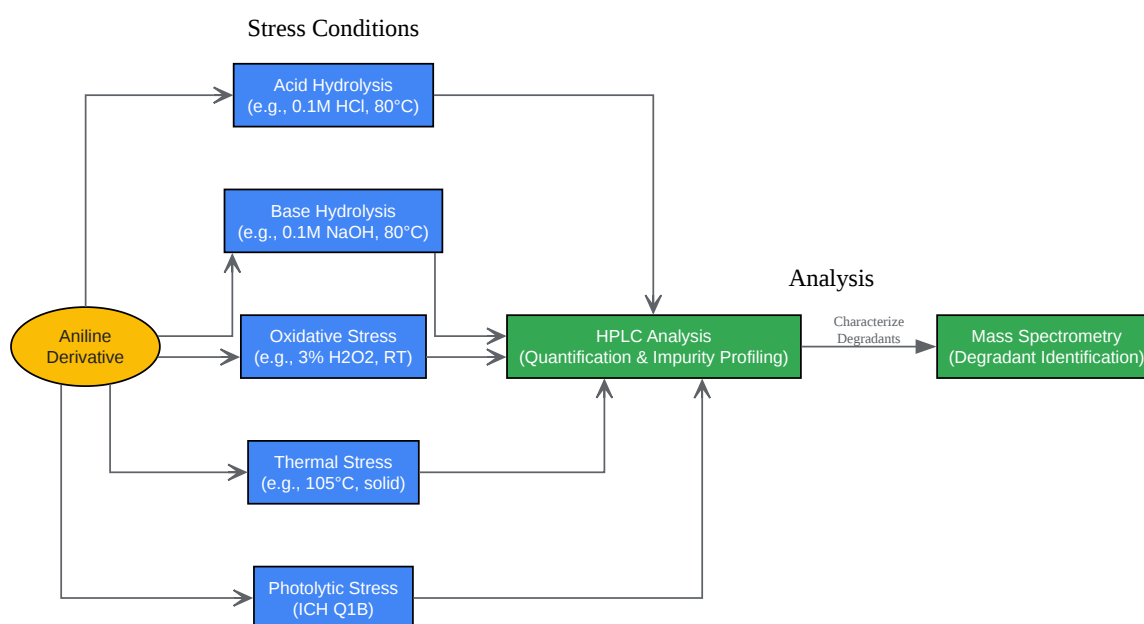 Stress Conditions
Acid Hydrolysis
(e.g., 0.1M HCl, 80°C)
Base Hydrolysis
(e.g., 0.1M NaOH, 80°C)
Analysis
Aniline
Derivative
Oxidative Stress
(e.g., 3% H2O2, RT)
HPLC Analysis
(Quantification & Impurity Profiling)
Characterize
Degradants
Mass Spectrometry
(Degradant Identification)
Thermal Stress
(e.g., 105°C, solid)
Photolytic Stress
(ICH Q1B)